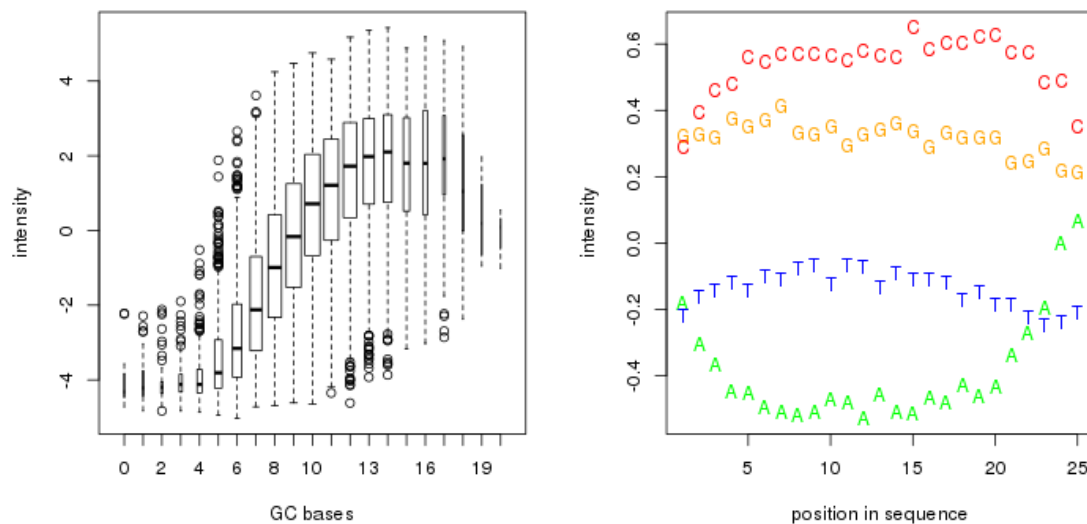 intensity
4
2
0
-2
-4
0 2 4 6 8 10 13 16 19
GC bases
intensity
0.6
0.4
0.2
0.0
-0.2
-0.4
C C C C C C C C C C C C C C C C C C C C C C C C C
G G G G G G G G G G G G G G G G G G G G G G G G G
T T T T T T T T T T T T T T T T T T T T T T T T T
A A A A A A A A A A A A A A A A A A A A A A A A A
5 10 15 20 25
position in sequence